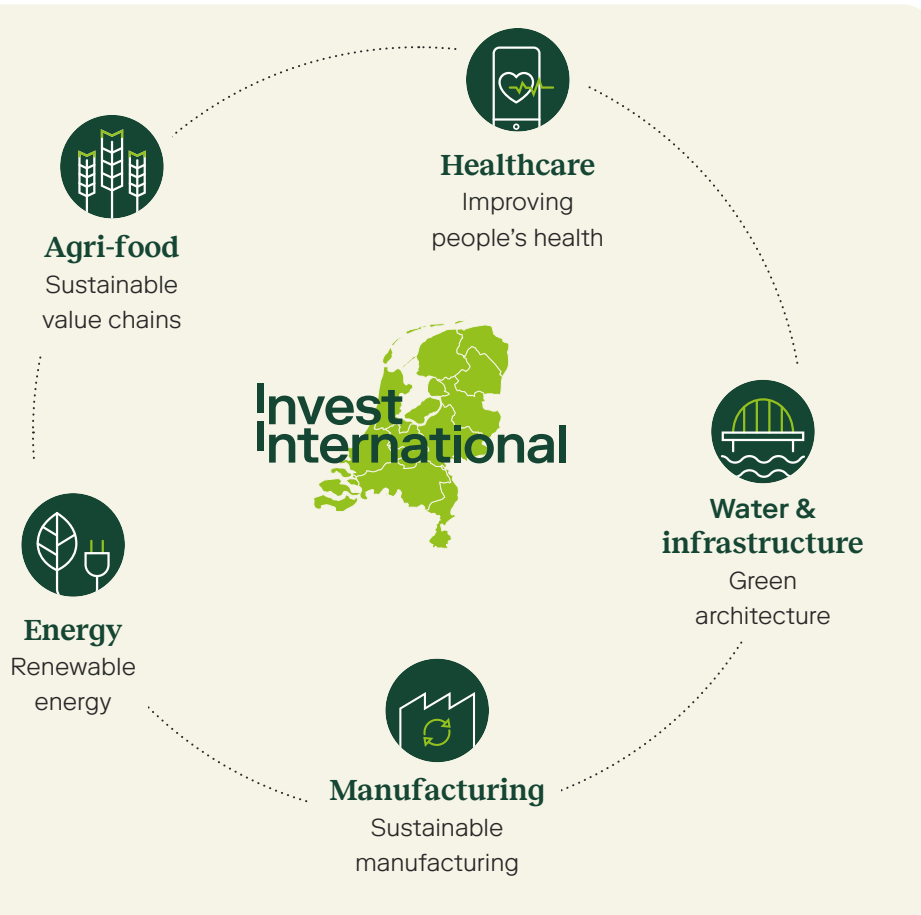 Healthcare
Improving
people's health
Agri-food
Sustainable
value chains
Invest
International
Water &
infrastructure
Green
architecture
Energy
Renewable
energy
Manufacturing
Sustainable
manufacturing